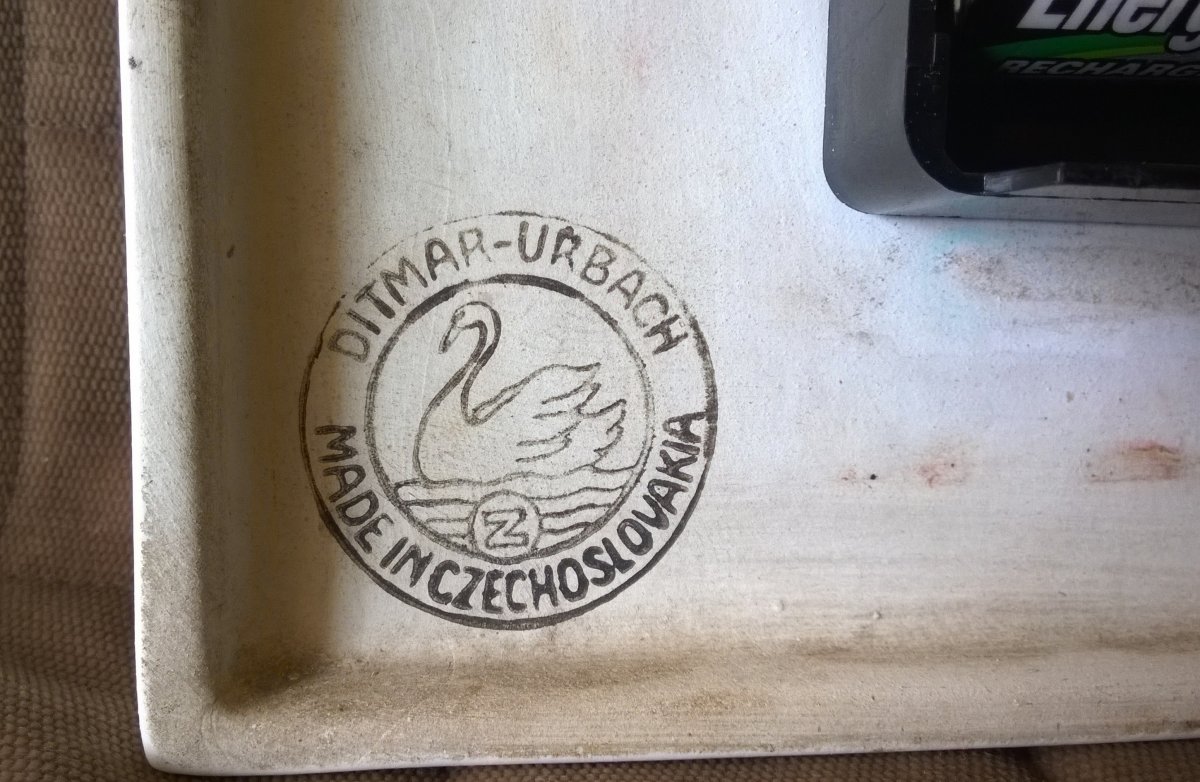 Energ
RECHARG
DITMAR-URBACH
Z
MADE IN CZECHOSLOVAKIA